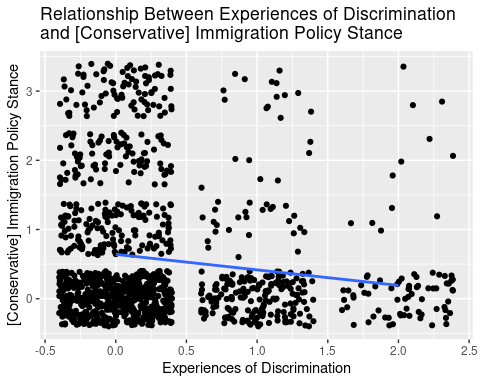 Relationship Between Experiences of Discrimination
and [Conservative] Immigration Policy Stance
[Conservative] Immigration Policy Stance
3
2
1
0
-0.5 0.0 0.5 1.0 1.5 2.0 2.5
Experiences of Discrimination